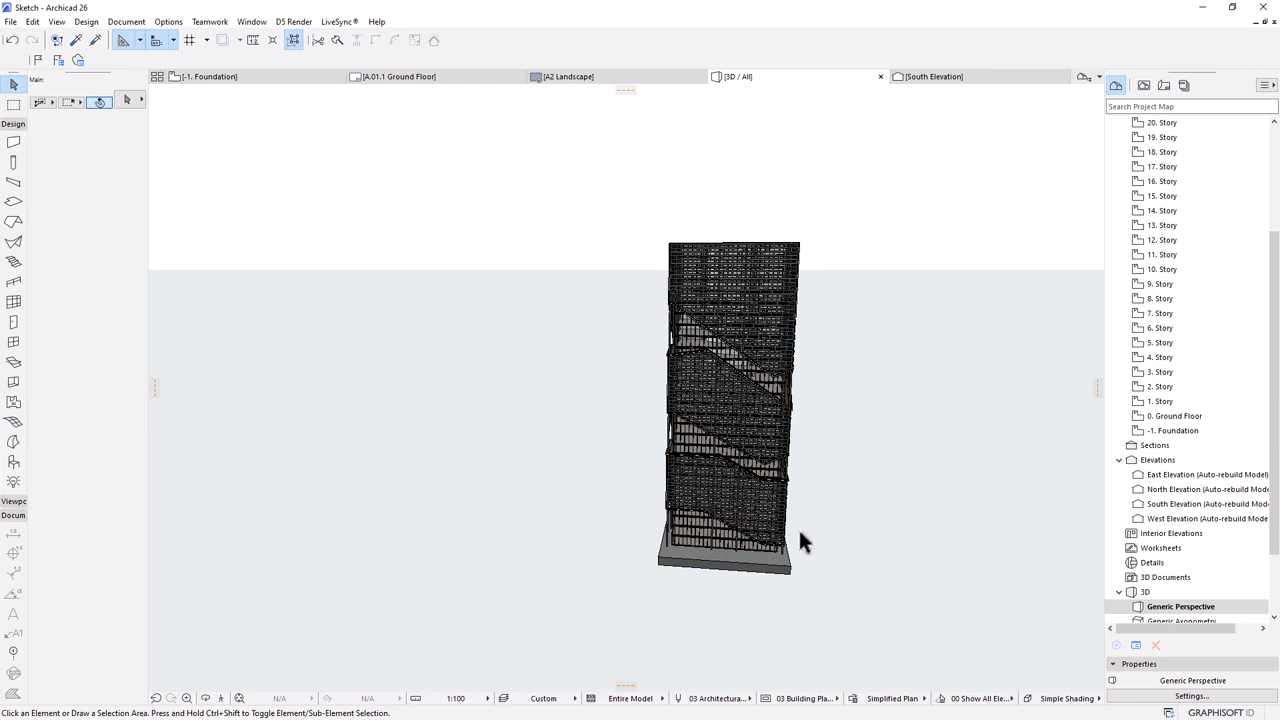 Sketch - Archicad 26
File Edit View Design Document Options Teamwork Window D5 Render LiveSync® Help
[-1. Foundation] [A.01.1 Ground Floor] [A2 Landscape] [3D / All] [South Elevation]
Main:
Design
Viewpc
Docum
Search Project Map
20. Story
19. Story
18. Story
17. Story
16. Story
15. Story
14. Story
13. Story
12. Story
11. Story
10. Story
9. Story
8. Story
7. Story
6. Story
5. Story
4. Story
3. Story
2. Story
1. Story
0. Ground Floor
-1. Foundation
Sections
Elevations
East Elevation (Auto-rebuild Model)
North Elevation (Auto-rebuild Mode
South Elevation (Auto-rebuild Mode
West Elevation (Auto-rebuild Mode
Interior Elevations
Worksheets
Details
3D Documents
3D
Generic Perspective
Generic Axonometry
Properties
Generic Perspective
Settings...
N/A N/A 1:100 Custom Entire Model 03 Architectura... 03 Building Pla... Simplified Plan 00 Show All Ele... Simple Shading
Click an Element or Draw a Selection Area. Press and Hold Ctrl+Shift to Toggle Element/Sub-Element Selection.
GRAPHISOFT ID